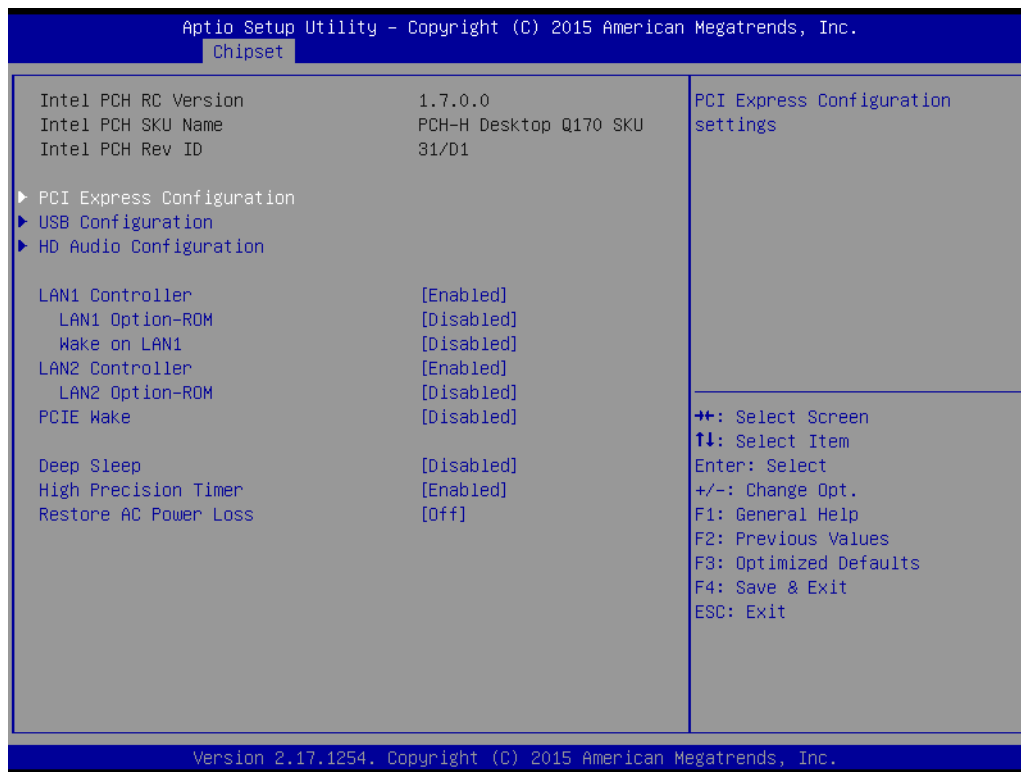 Aptio Setup Utility – Copyright (C) 2015 American Megatrends, Inc.
Chipset
Intel PCH RC Version 1.7.0.0
Intel PCH SKU Name PCH-H Desktop Q170 SKU
Intel PCH Rev ID 31/D1
PCI Express Configuration
USB Configuration
HD Audio Configuration
LAN1 Controller [Enabled]
LAN1 Option-ROM [Disabled]
Wake on LAN1 [Disabled]
LAN2 Controller [Enabled]
LAN2 Option-ROM [Disabled]
PCIE Wake [Disabled]
Deep Sleep [Disabled]
High Precision Timer [Enabled]
Restore AC Power Loss [Off]
PCI Express Configuration
settings
→←: Select Screen
↑↓: Select Item
Enter: Select
+/-: Change Opt.
F1: General Help
F2: Previous Values
F3: Optimized Defaults
F4: Save & Exit
ESC: Exit
Version 2.17.1254. Copyright (C) 2015 American Megatrends, Inc.